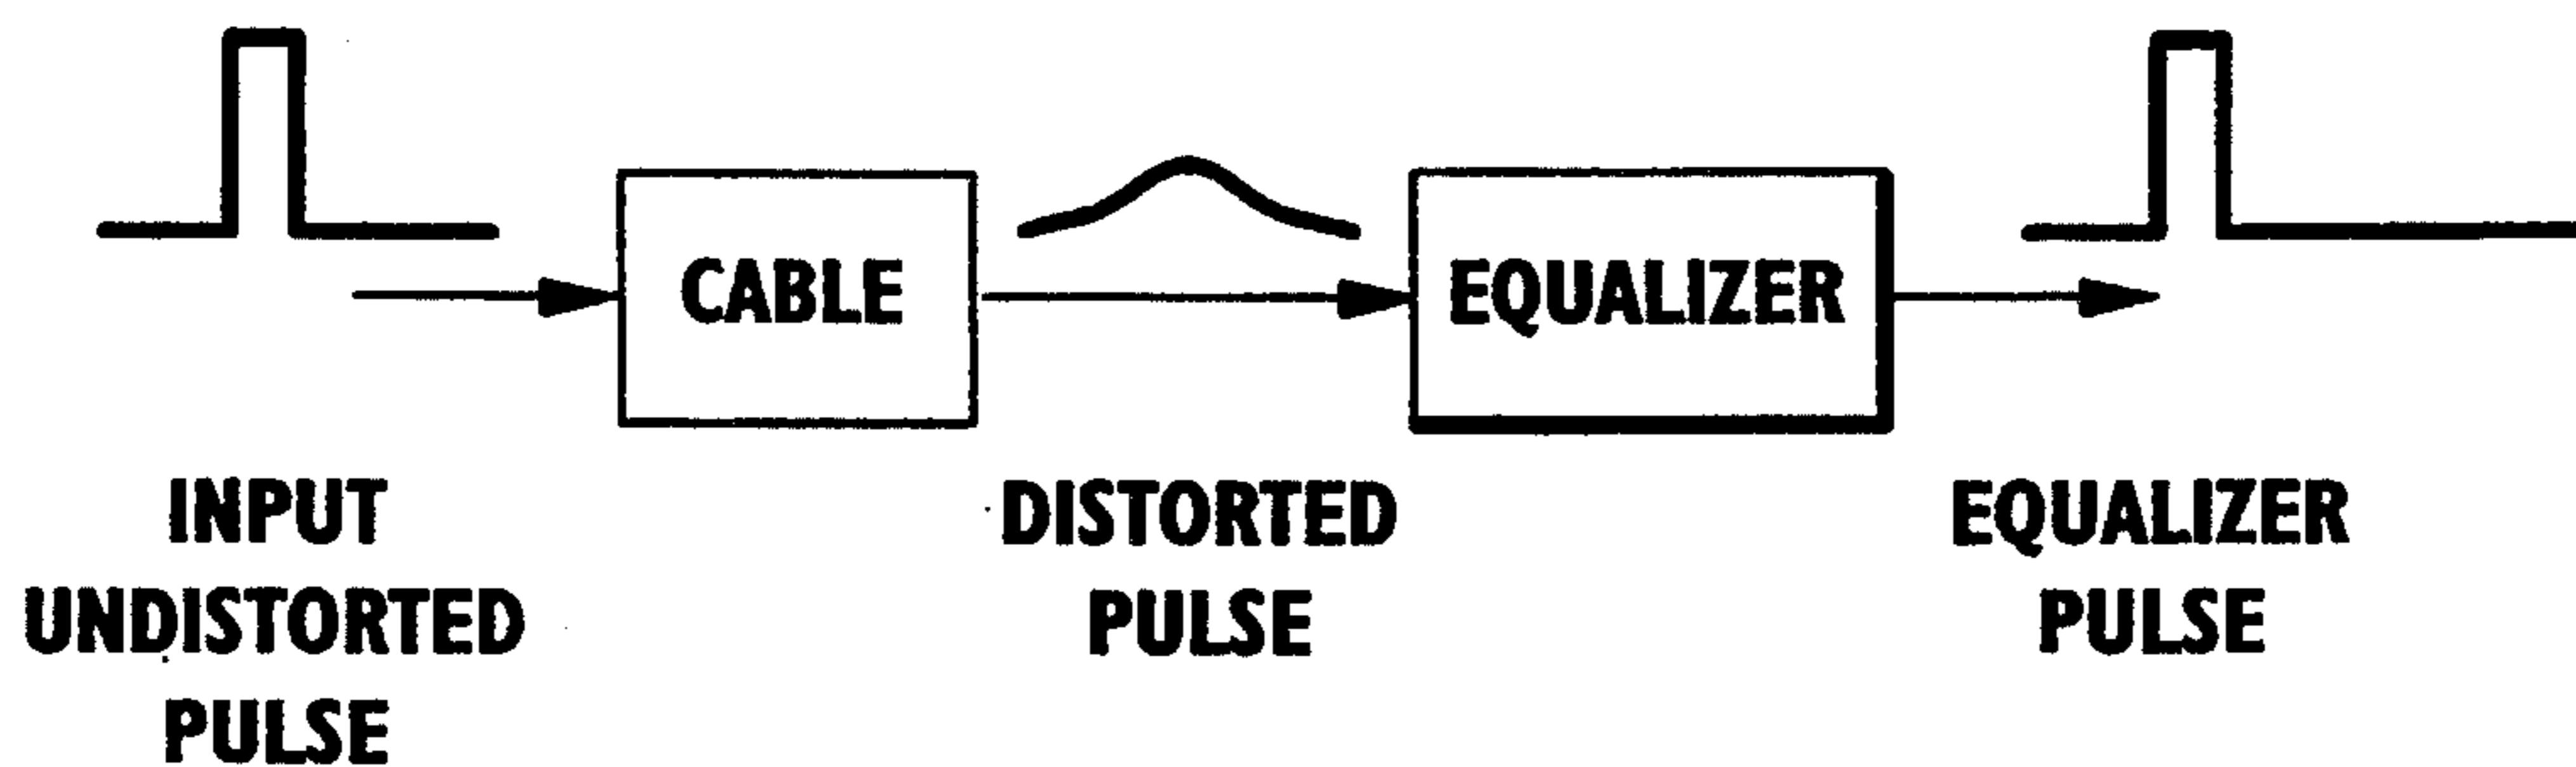 CABLE
EQUALIZER
INPUT
UNDISTORTED
PULSE
DISTORTED
PULSE
EQUALIZER
PULSE